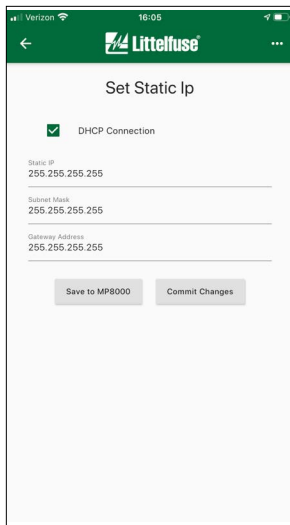 Verizon 16:05
Littelfuse®
Set Static Ip
DHCP Connection
Static IP
255.255.255.255
Subnet Mask
255.255.255.255
Gateway Address
255.255.255.255
Save to MP8000 Commit Changes